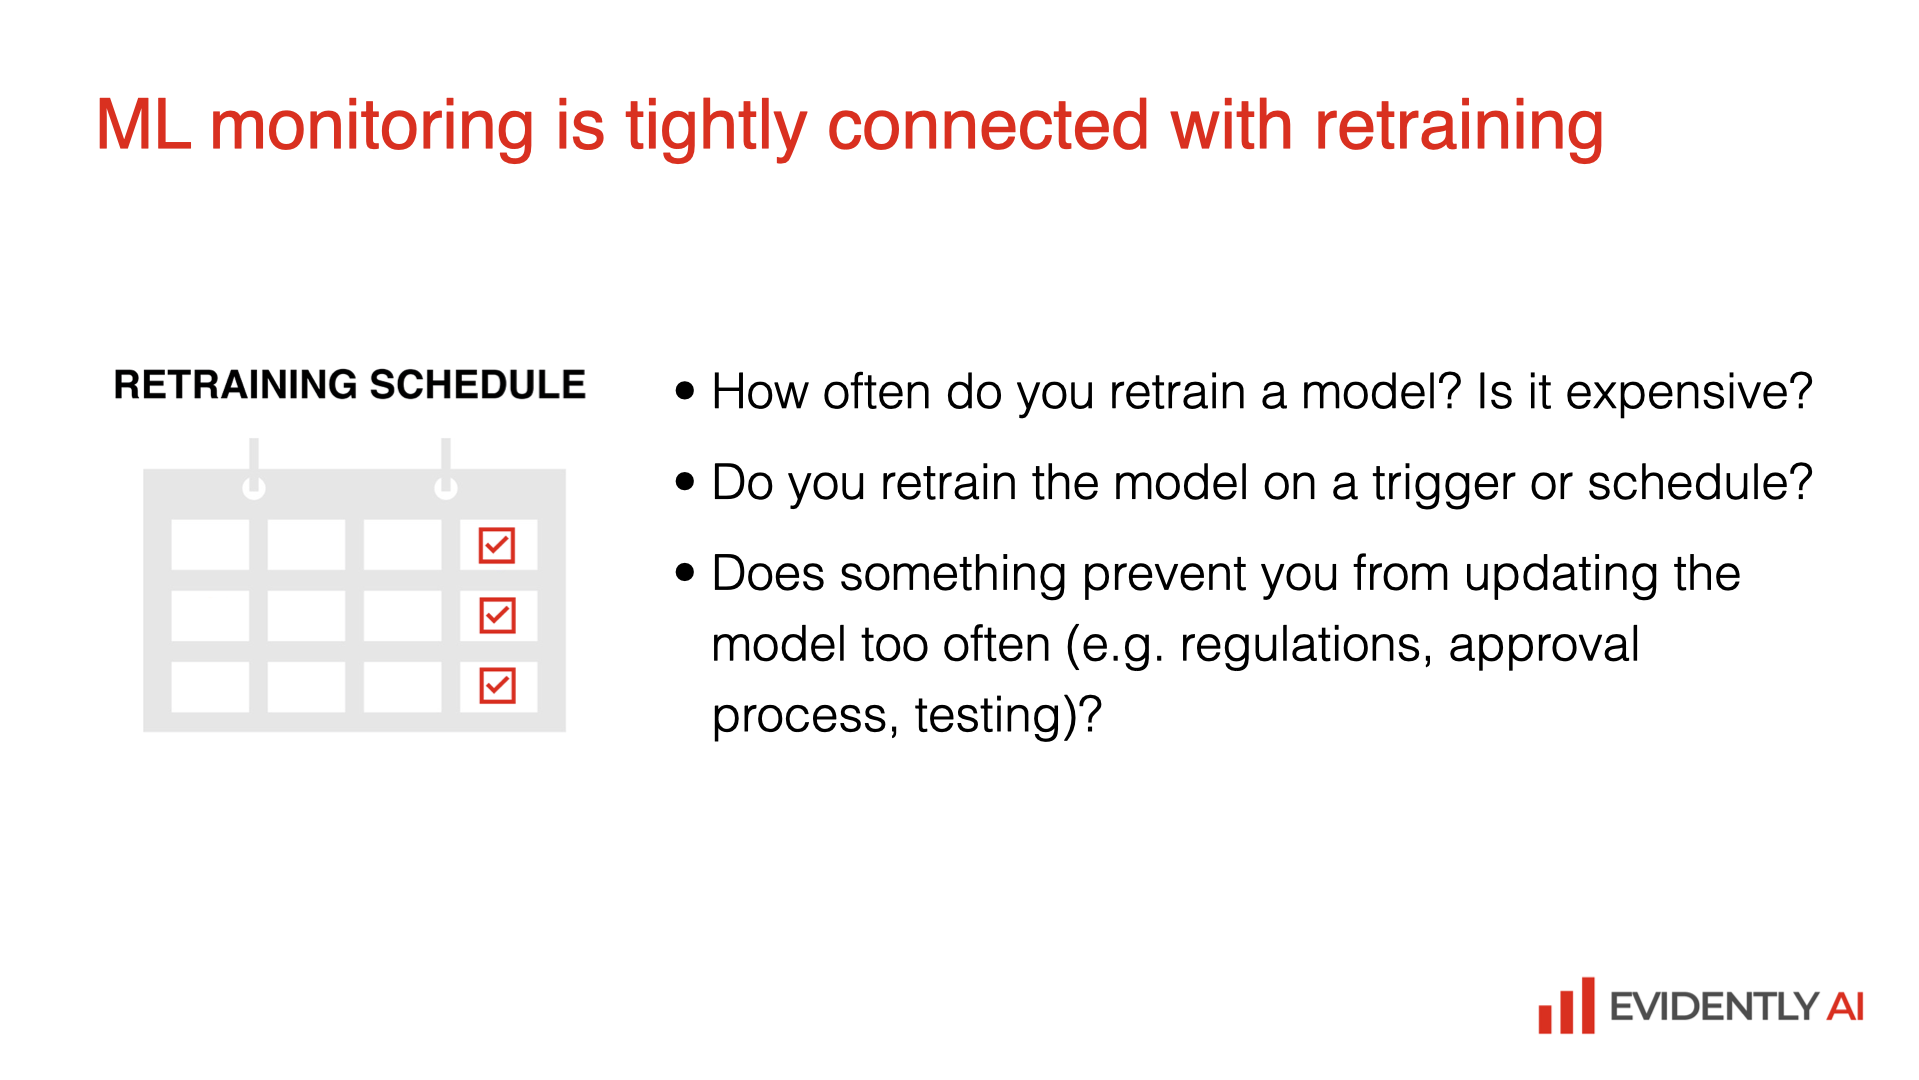 ML monitoring is tightly connected with retraining
RETRAINING SCHEDULE
• How often do you retrain a model? Is it expensive?
• Do you retrain the model on a trigger or schedule?
• Does something prevent you from updating the
model too often (e.g. regulations, approval
process, testing)?
EVIDENTLY AI